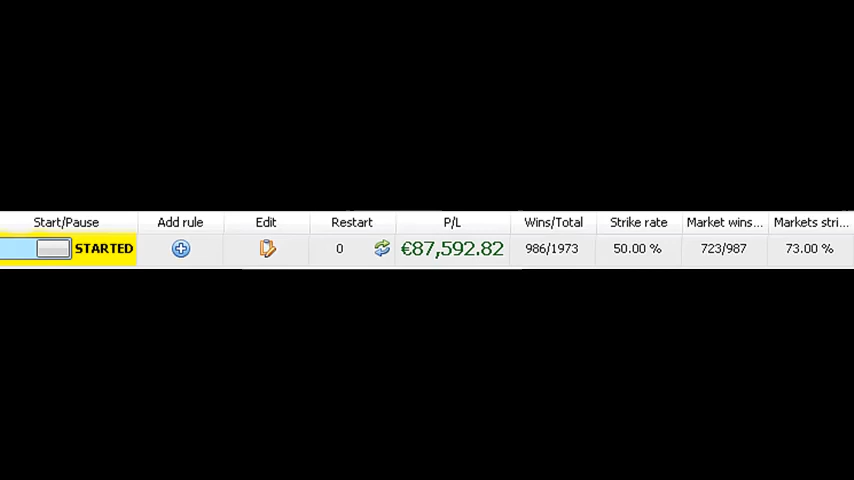 Start/Pause Add rule Edit Restart P/L Wins/Total Strike rate Market wins... Markets stri...
STARTED 0 €87,592.82 986/1973 50.00 % 723/987 73.00 %